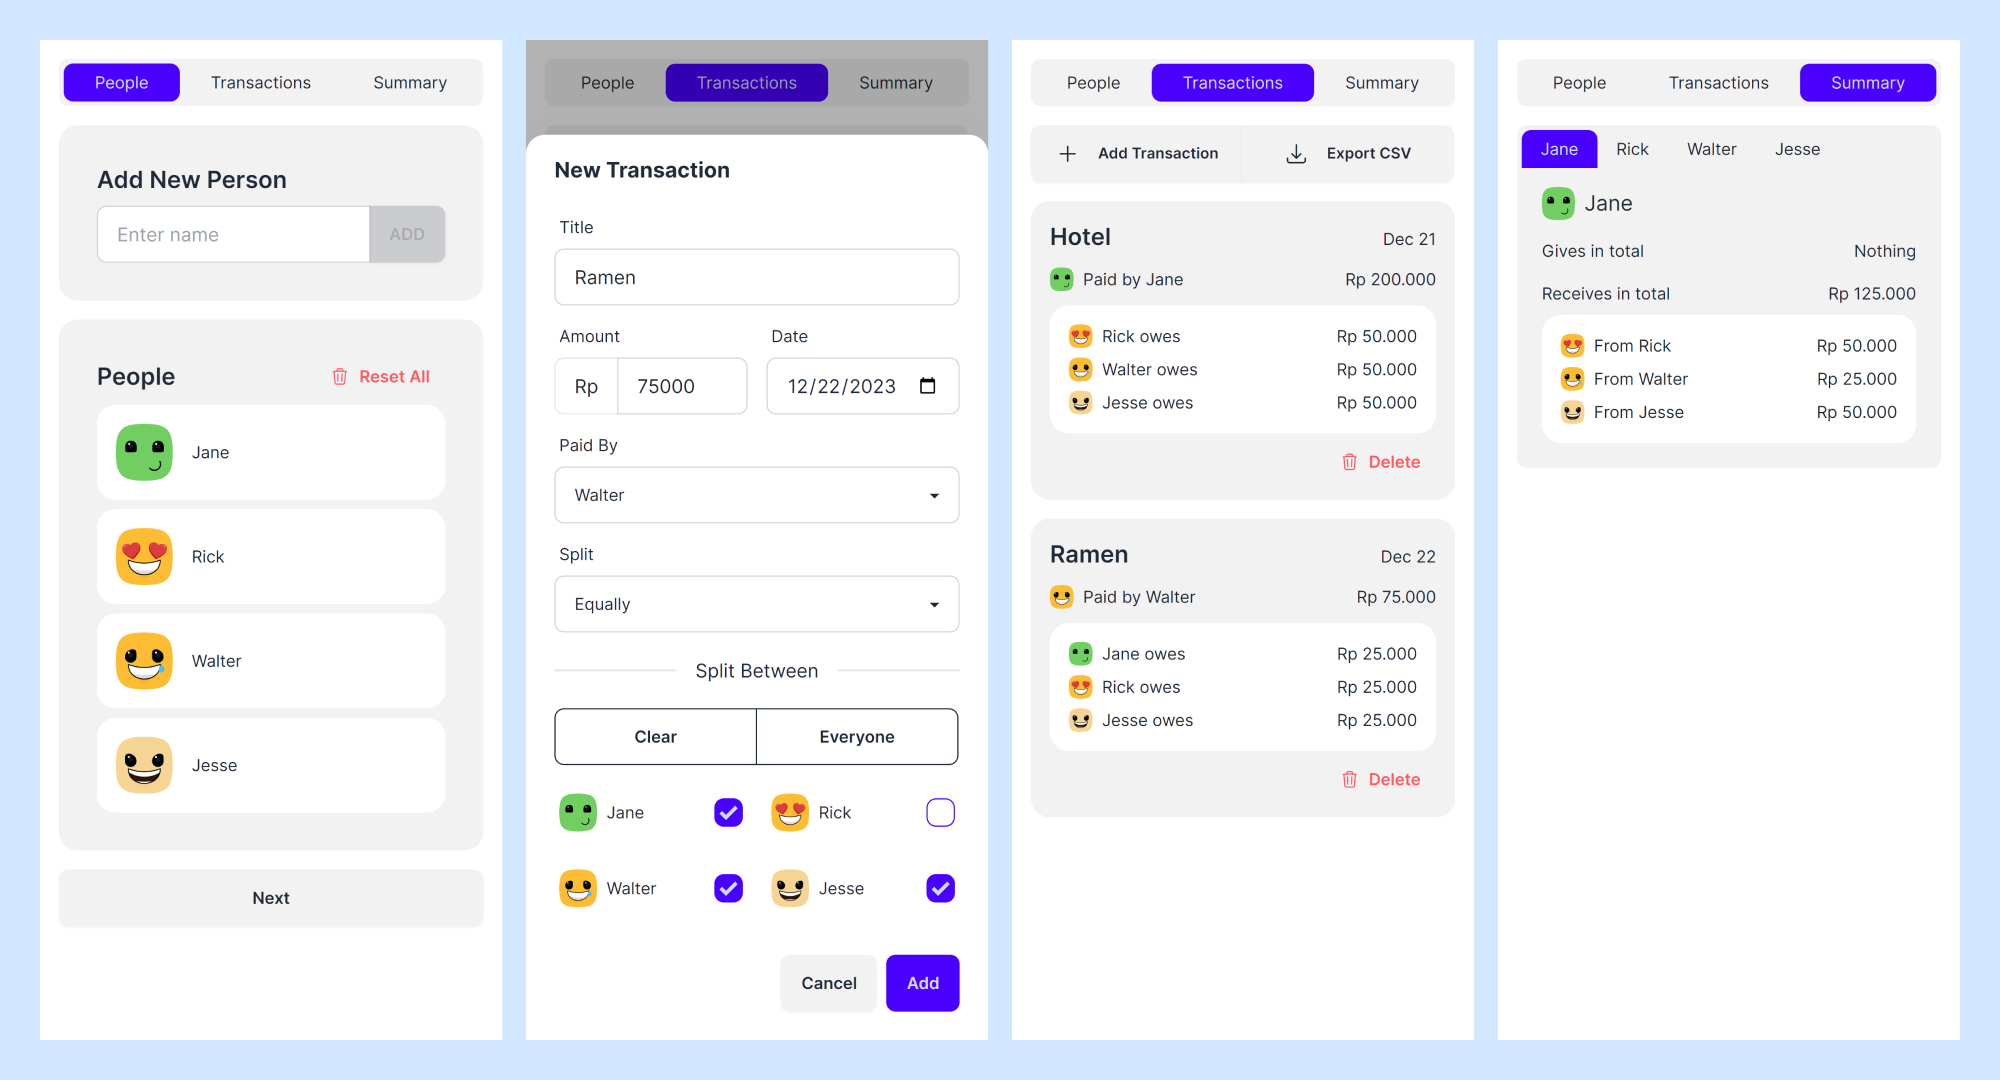 People Transactions Summary
Add New Person
Enter name ADD
People Reset All
Jane
Rick
Walter
Jesse
Next
People Transactions Summary
New Transaction
Title
Ramen
Amount Date
Rp 75000 12/22/2023
Paid By
Walter
Split
Equally
Split Between
Clear Everyone
Jane Rick
Walter Jesse
Cancel Add
People Transactions Summary
Add Transaction Export CSV
Hotel Dec 21
Paid by Jane Rp 200.000
Rick owes Rp 50.000
Walter owes Rp 50.000
Jesse owes Rp 50.000
Delete
Ramen Dec 22
Paid by Walter Rp 75.000
Jane owes Rp 25.000
Rick owes Rp 25.000
Jesse owes Rp 25.000
Delete
People Transactions Summary
Jane Rick Walter Jesse
Jane
Gives in total Nothing
Receives in total Rp 125.000
From Rick Rp 50.000
From Walter Rp 25.000
From Jesse Rp 50.000